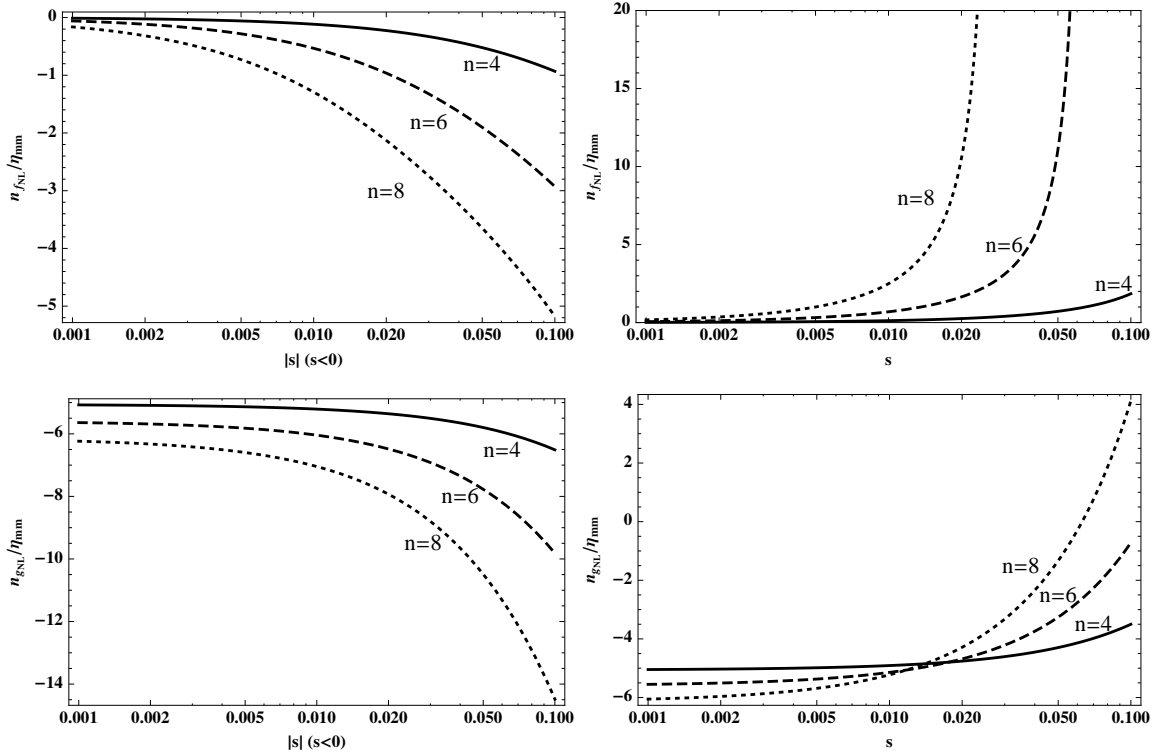 0
−1
−2
−3
−4
−5
n_{f_{NL}}/η_{mm}
n=4
n=6
n=8
0.001 0.002 0.005 0.010 0.020 0.050 0.100
|s| (s<0)
20
15
10
5
0
n_{f_{NL}}/η_{mm}
n=8
n=6
n=4
0.001 0.002 0.005 0.010 0.020 0.050 0.100
s
−6
−8
−10
−12
−14
n_{g_{NL}}/η_{mm}
n=4
n=6
n=8
0.001 0.002 0.005 0.010 0.020 0.050 0.100
|s| (s<0)
4
2
0
−2
−4
−6
n_{g_{NL}}/η_{mm}
n=8
n=6
n=4
0.001 0.002 0.005 0.010 0.020 0.050 0.100
s